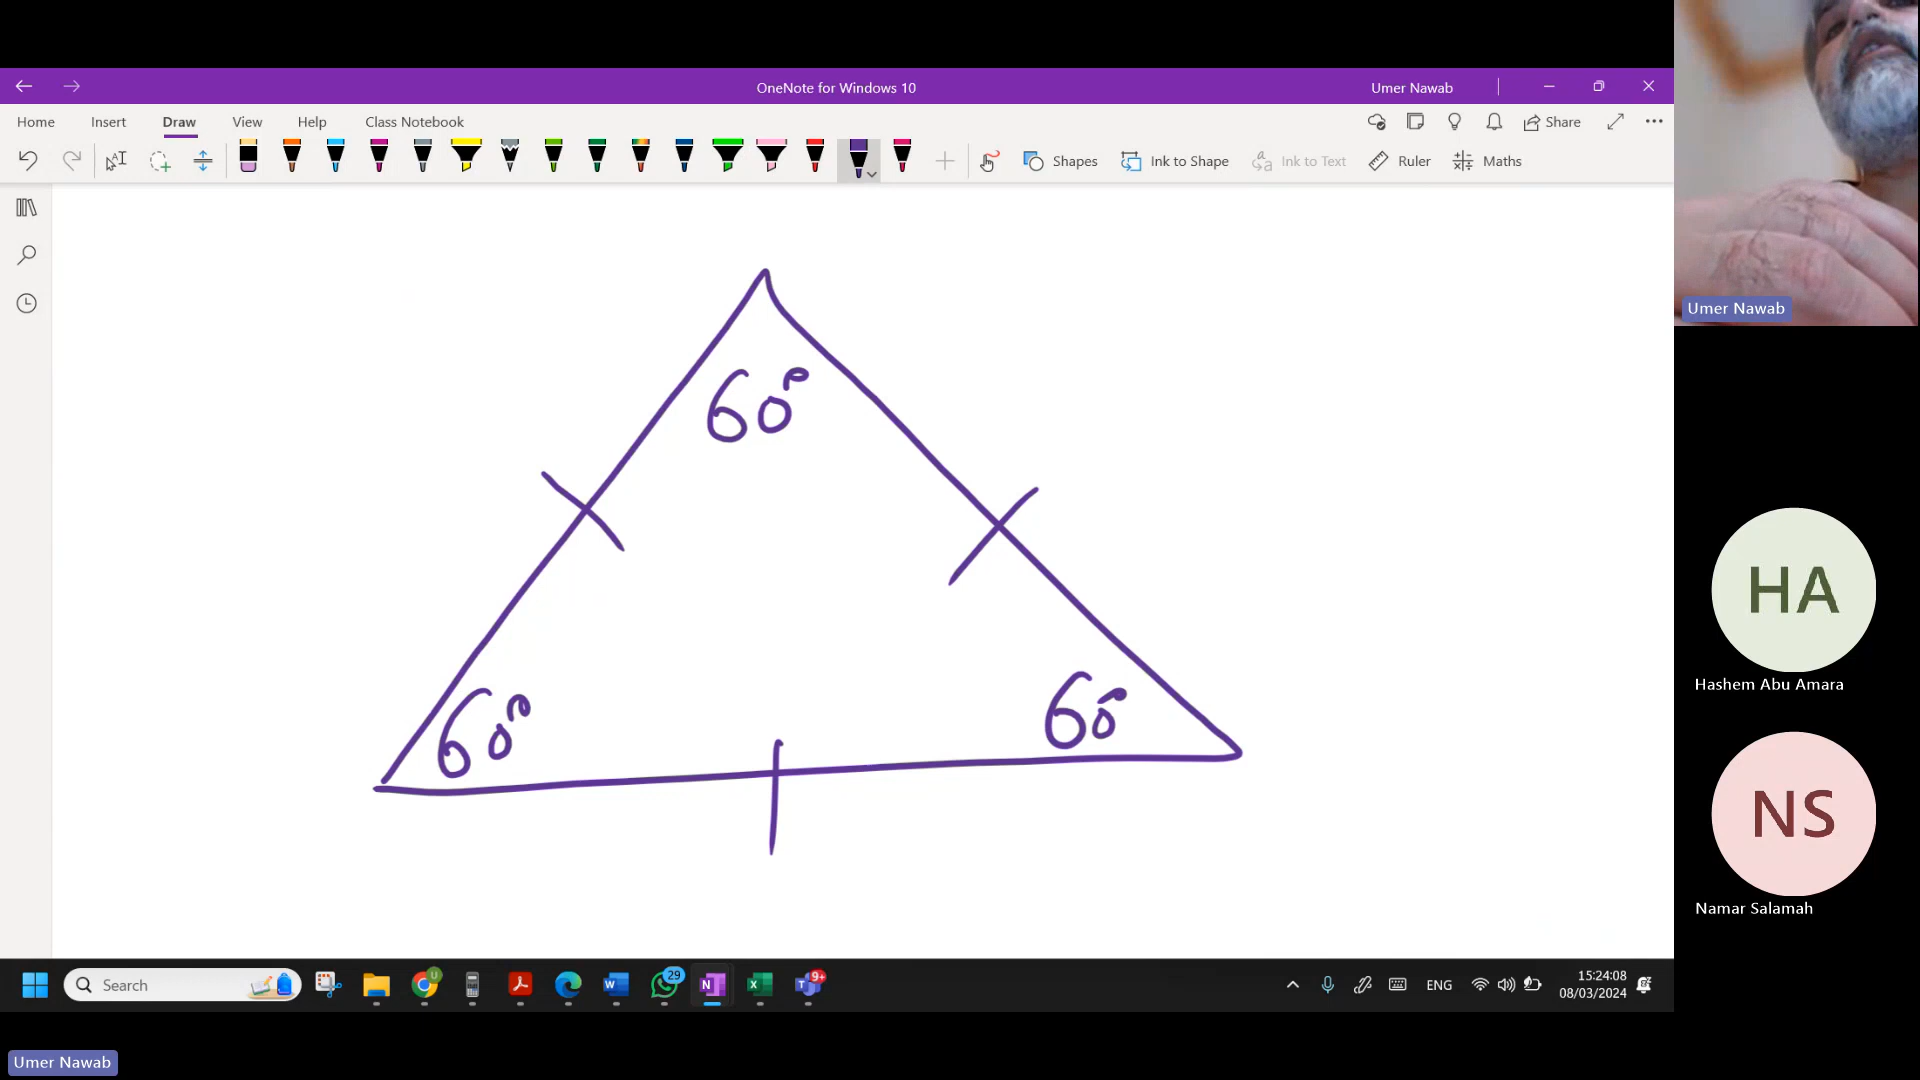 OneNote for Windows 10
Umer Nawab
Home Insert Draw View Help Class Notebook
Share
Shapes Ink to Shape Ink to Text Ruler Maths
60°
60°
60°
Umer Nawab
HA
Hashem Abu Amara
NS
Namar Salamah
Search
U
W
29
N
X
T
9+
ENG
15:24:08
08/03/2024
Umer Nawab